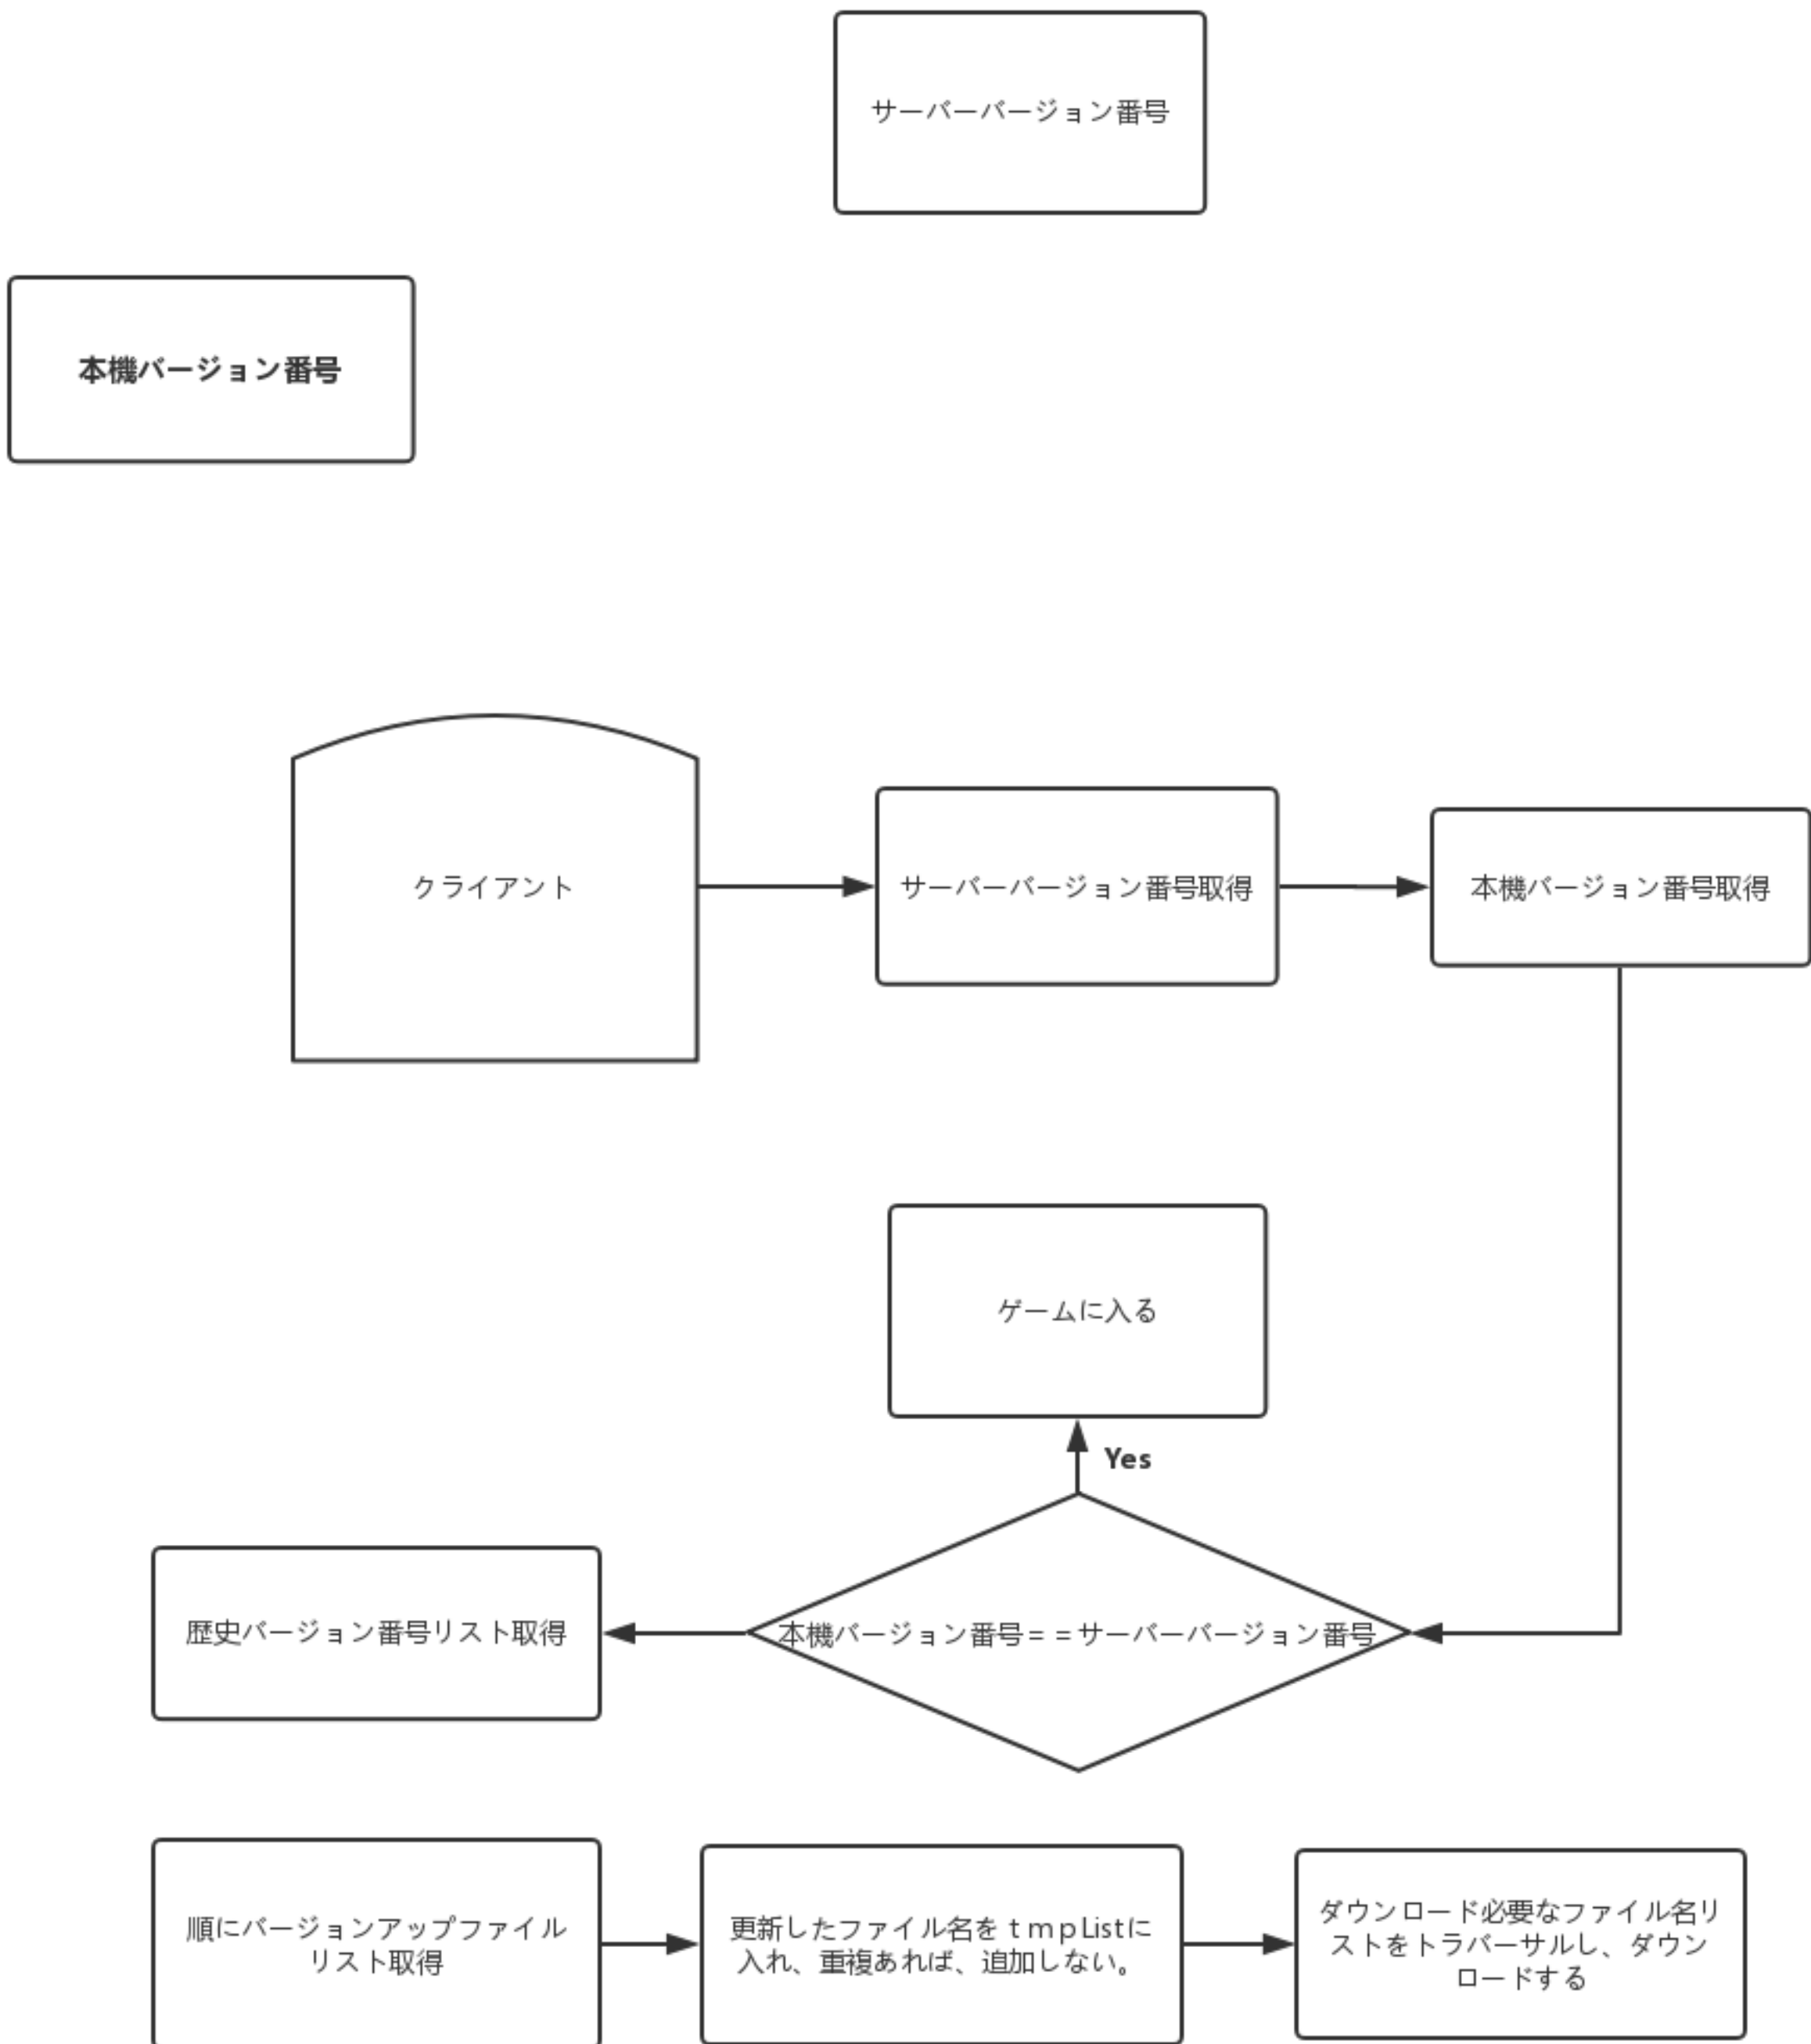 サーバーバージョン番号
本機バージョン番号
クライアント
サーバーバージョン番号取得
本機バージョン番号取得
ゲームに入る
Yes
歴史バージョン番号リスト取得
本機バージョン番号＝＝サーバーバージョン番号
順にバージョンアップファイル
リスト取得
更新したファイル名をｔｍｐListに
入れ、重複あれば、追加しない。
ダウンロード必要なファイル名リ
ストをトラバーサルし、ダウン
ロードする